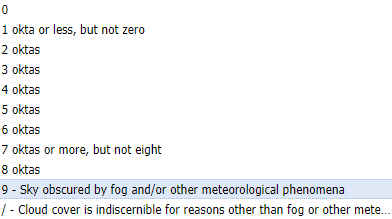 0
1 okta or less, but not zero
2 oktas
3 oktas
4 oktas
5 oktas
6 oktas
7 oktas or more, but not eight
8 oktas
9 - Sky obscured by fog and/or other meteorological phenomena
/ - Cloud cover is indiscernible for reasons other than fog or other mete...